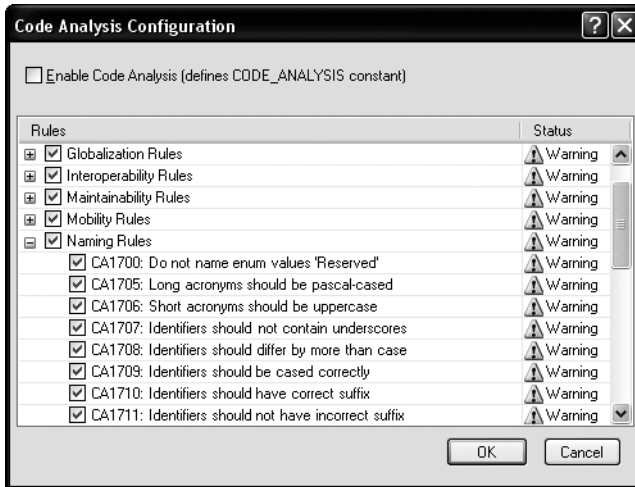 Code Analysis Configuration
Enable Code Analysis (defines CODE_ANALYSIS constant)
Rules Status
Globalization Rules Warning
Interoperability Rules Warning
Maintainability Rules Warning
Mobility Rules Warning
Naming Rules Warning
CA1700: Do not name enum values 'Reserved' Warning
CA1705: Long acronyms should be pascal-cased Warning
CA1706: Short acronyms should be uppercase Warning
CA1707: Identifiers should not contain underscores Warning
CA1708: Identifiers should differ by more than case Warning
CA1709: Identifiers should be cased correctly Warning
CA1710: Identifiers should have correct suffix Warning
CA1711: Identifiers should not have incorrect suffix Warning
OK Cancel